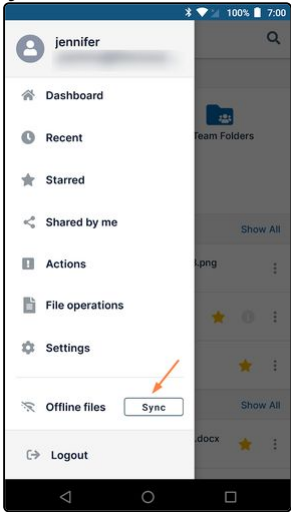 100% 7:00
jennifer
Dashboard
Recent
Team Folders
Starred
Shared by me
Show All
Actions
.png
File operations
Settings
Offline files Sync
Show All
.docx
Logout